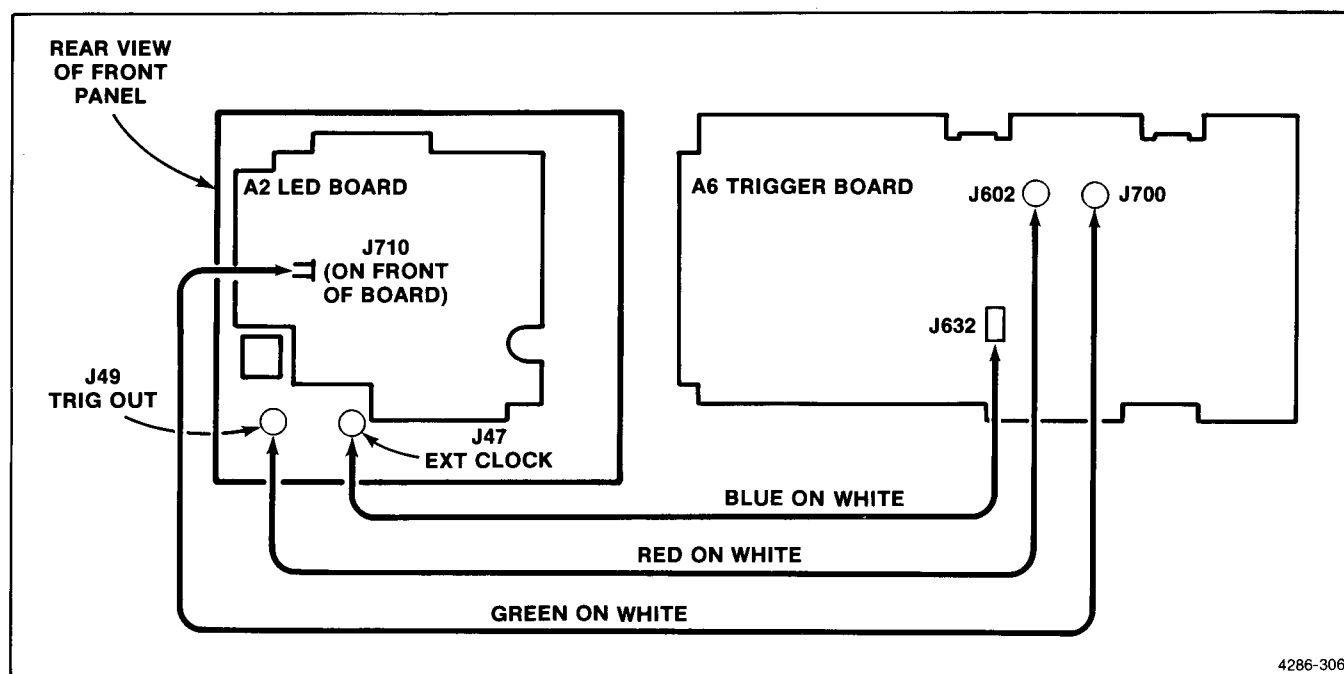 REAR VIEW
OF FRONT
PANEL
A2 LED BOARD
J710
(ON FRONT
OF BOARD)
J49
TRIG OUT
J47
EXT CLOCK
A6 TRIGGER BOARD
J602
J700
J632
BLUE ON WHITE
RED ON WHITE
GREEN ON WHITE
4286-306